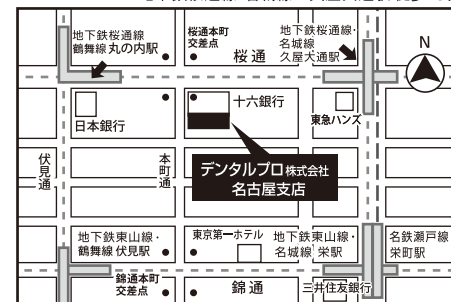 地下鉄桜通線
鶴舞線 丸の内駅
桜通本町
交差点
桜通
地下鉄桜通線・
名城線
久屋大通駅
N
日本銀行
十六銀行
東急ハンズ
伏見通
本町通
デンタルプロ株式会社
名古屋支店
地下鉄東山線・
鶴舞線 伏見駅
東京第一ホテル
地下鉄東山線・
名城線 栄駅
名鉄瀬戸線
栄町駅
錦通本町
交差点
錦通
三井住友銀行